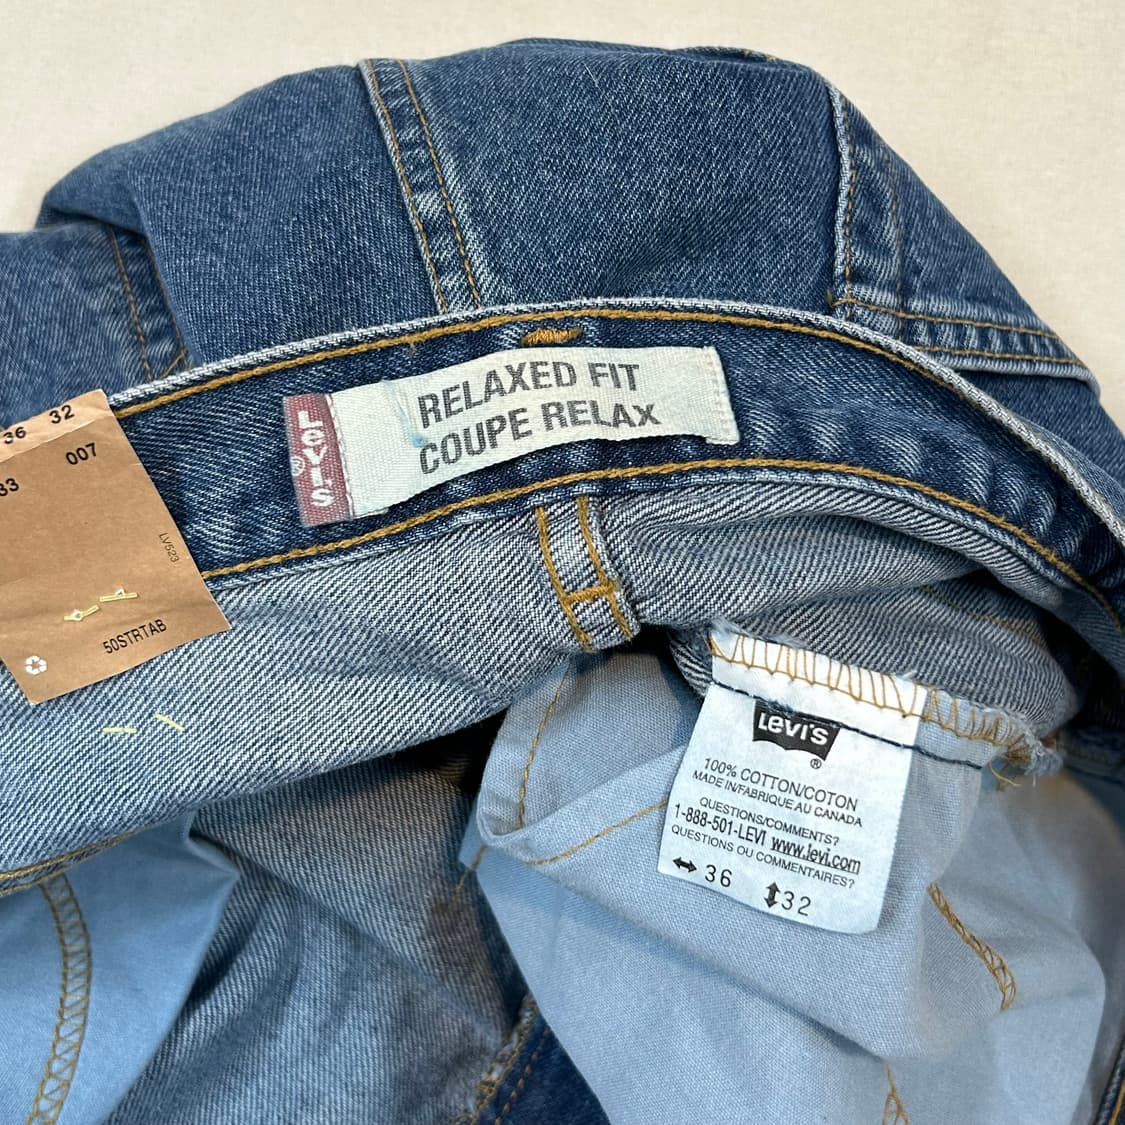 36 32
33 007
LV523
50STRTAB
Levi's®
RELAXED FIT
COUPE RELAX
Levi's®
100% COTTON/COTON
MADE IN/FABRIQUE AU CANADA
QUESTIONS/COMMENTS?
1-888-501-LEVI www.levi.com
QUESTIONS OU COMMENTAIRES?
↔ 36 ↕32